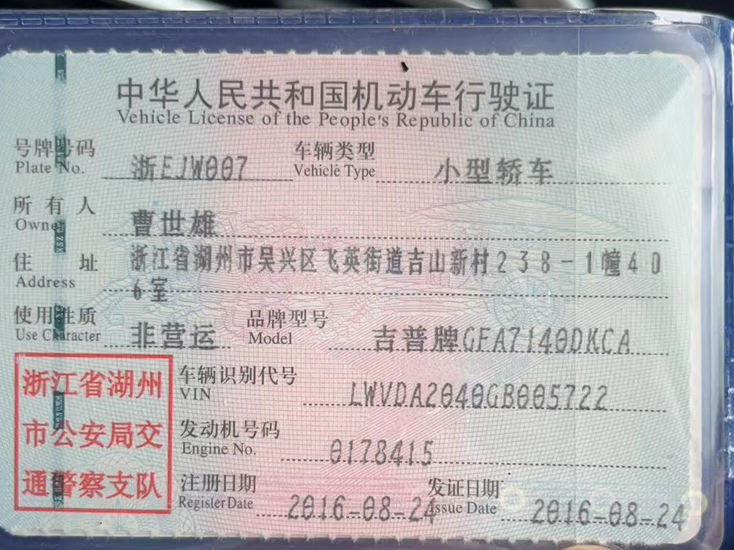 中华人民共和国机动车行驶证
Vehicle License of the People's Republic of China
号牌号码 浙EJW007 车辆类型 小型轿车
Plate No. Vehicle Type
所有人 曹世雄
Owner
住址 浙江省湖州市吴兴区飞英街道吉山新村238-1幢40
Address 6室
使用性质 非营运 品牌型号 吉普牌GFA7140DKCA
Use Character Model
浙江省湖州
市公安局交
通警察支队
车辆识别代号 LWVDA2040GB005722
VIN
发动机号码 0178415
Engine No.
注册日期 2016-08-24 发证日期 2016-08-24
Register Date Issue Date